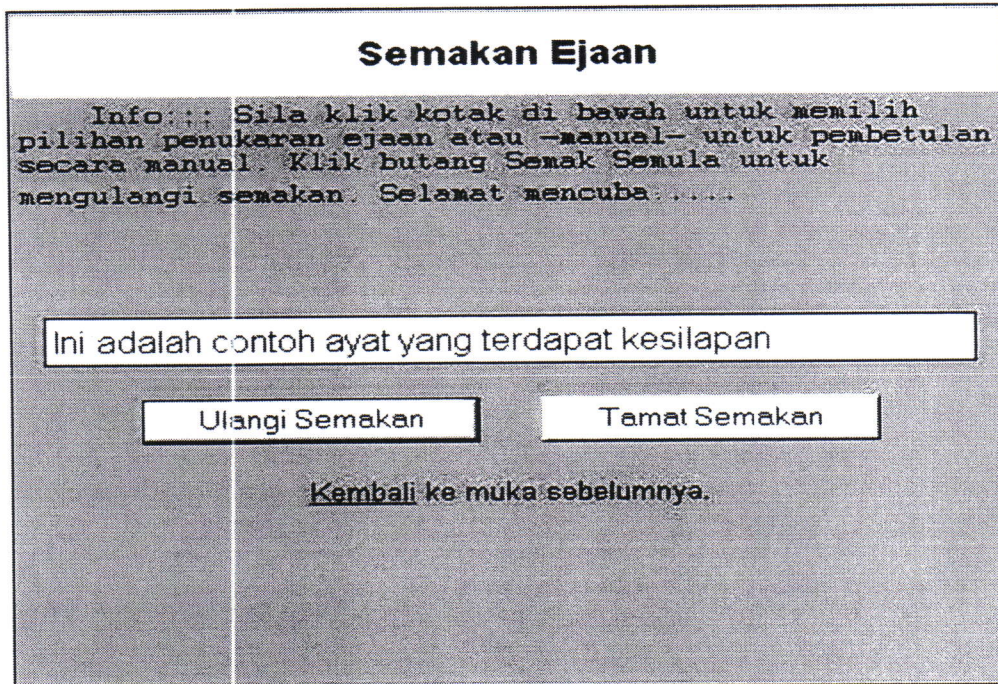 Semakan Ejaan
Info::: Sila klik kotak di bawah untuk memilih
pilihan penukaran ejaan atau —manual— untuk pembetulan
secara manual. Klik butang Semak Semula untuk
mengulangi semakan. Selamat mencuba.....
Ini adalah contoh ayat yang terdapat kesilapan
Ulangi Semakan Tamat Semakan
Kembali ke muka sebelumnya.